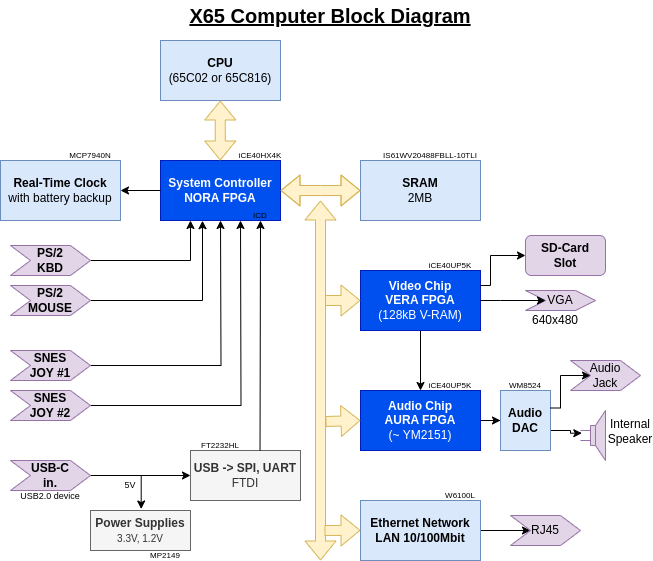 X65 Computer Block Diagram
CPU
(65C02 or 65C816)
MCP7940N
iCE40HX4K
IS61WV20488FBLL-10TLI
Real-Time Clock
with battery backup
System Controller
NORA FPGA
ICD
SRAM
2MB
PS/2
KBD
PS/2
MOUSE
iCE40UP5K
Video Chip
VERA FPGA
(128kB V-RAM)
SD-Card
Slot
VGA
640x480
SNES
JOY #1
SNES
JOY #2
iCE40UP5K
Audio Chip
AURA FPGA
(~ YM2151)
WM8524
Audio
DAC
Audio
Jack
Internal
Speaker
FT2232HL
USB -> SPI, UART
FTDI
USB-C
in.
USB2.0 device
5V
Power Supplies
3.3V, 1.2V
MP2149
W6100L
Ethernet Network
LAN 10/100Mbit
RJ45